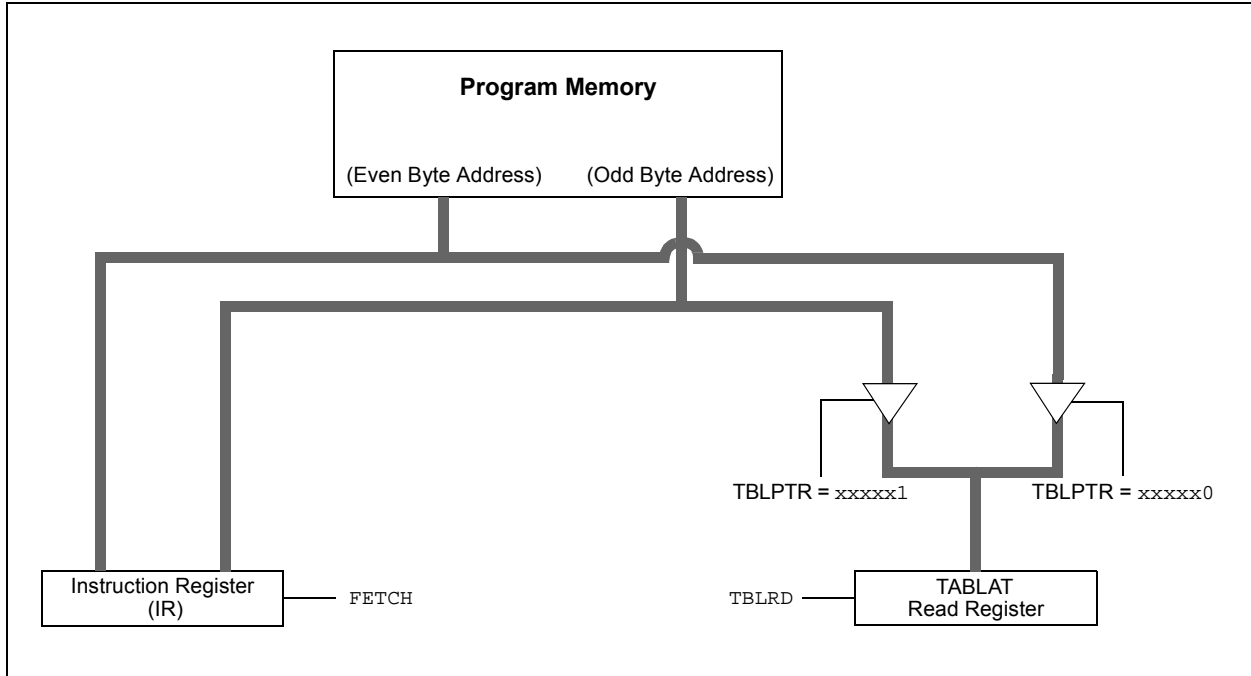 Program Memory
(Even Byte Address) (Odd Byte Address)
TBLPTR = xxxxx1 TBLPTR = xxxxx0
Instruction Register
(IR)
FETCH
TBLRD
TABLAT
Read Register